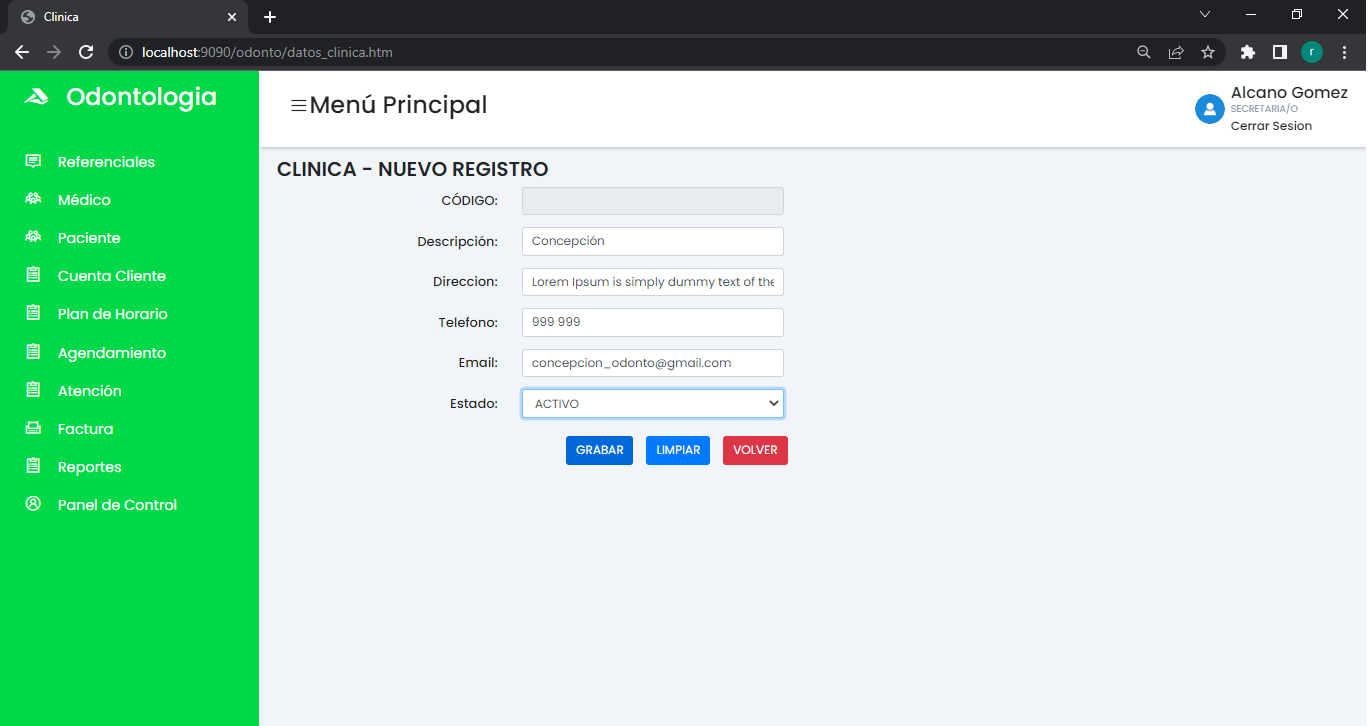 Clinica
localhost:9090/odonto/datos_clinica.htm
r
Odontologia
Menú Principal
Alcano Gomez
SECRETARIA/O
Cerrar Sesion
Referenciales
Médico
Paciente
Cuenta Cliente
Plan de Horario
Agendamiento
Atención
Factura
Reportes
Panel de Control
CLINICA - NUEVO REGISTRO
CÓDIGO:
Descripción: Concepción
Direccion: Lorem Ipsum is simply dummy text of the
Telefono: 999 999
Email: concepcion_odonto@gmail.com
Estado: ACTIVO
GRABAR LIMPIAR VOLVER